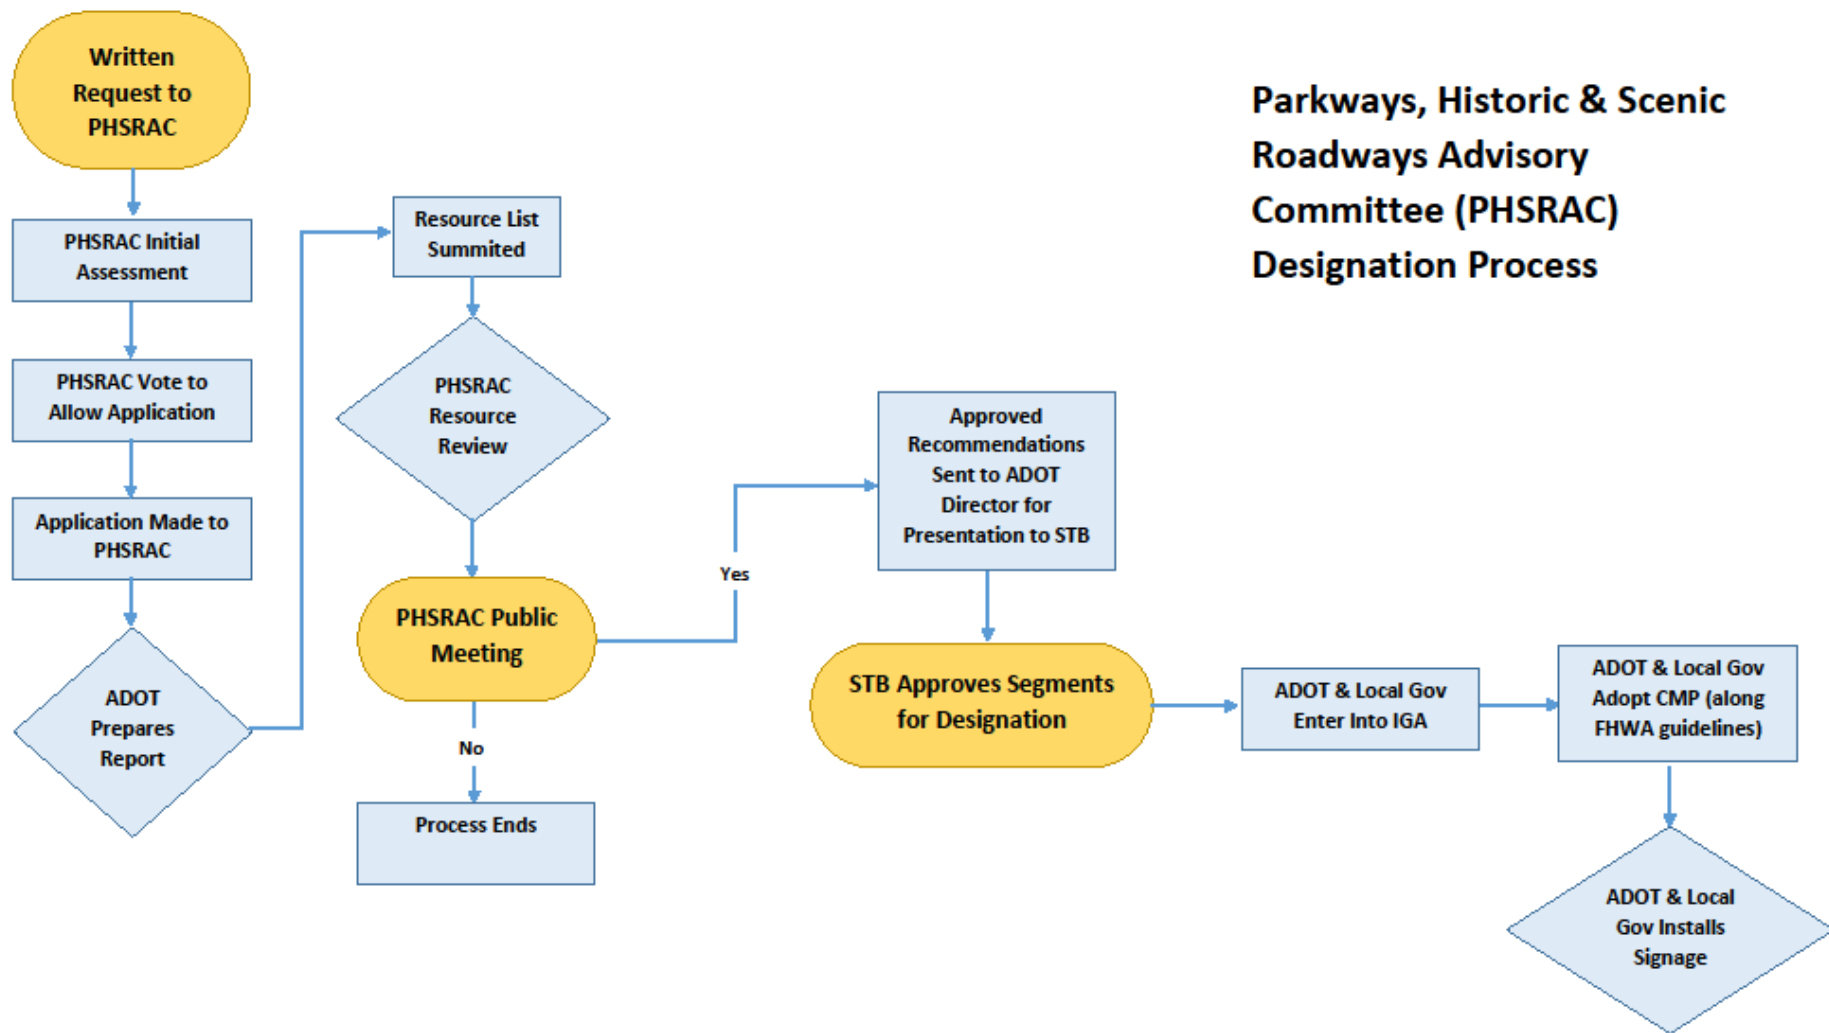 Written
Request to
PHSRAC
Parkways, Historic & Scenic
Roadways Advisory
Committee (PHSRAC)
Designation Process
PHSRAC Initial
Assessment
PHSRAC Vote to
Allow Application
Application Made to
PHSRAC
ADOT
Prepares
Report
Resource List
Summited
PHSRAC
Resource
Review
PHSRAC Public
Meeting
No
Process Ends
Yes
Approved
Recommendations
Sent to ADOT
Director for
Presentation to STB
STB Approves Segments
for Designation
ADOT & Local Gov
Enter Into IGA
ADOT & Local Gov
Adopt CMP (along
FHWA guidelines)
ADOT & Local
Gov Installs
Signage